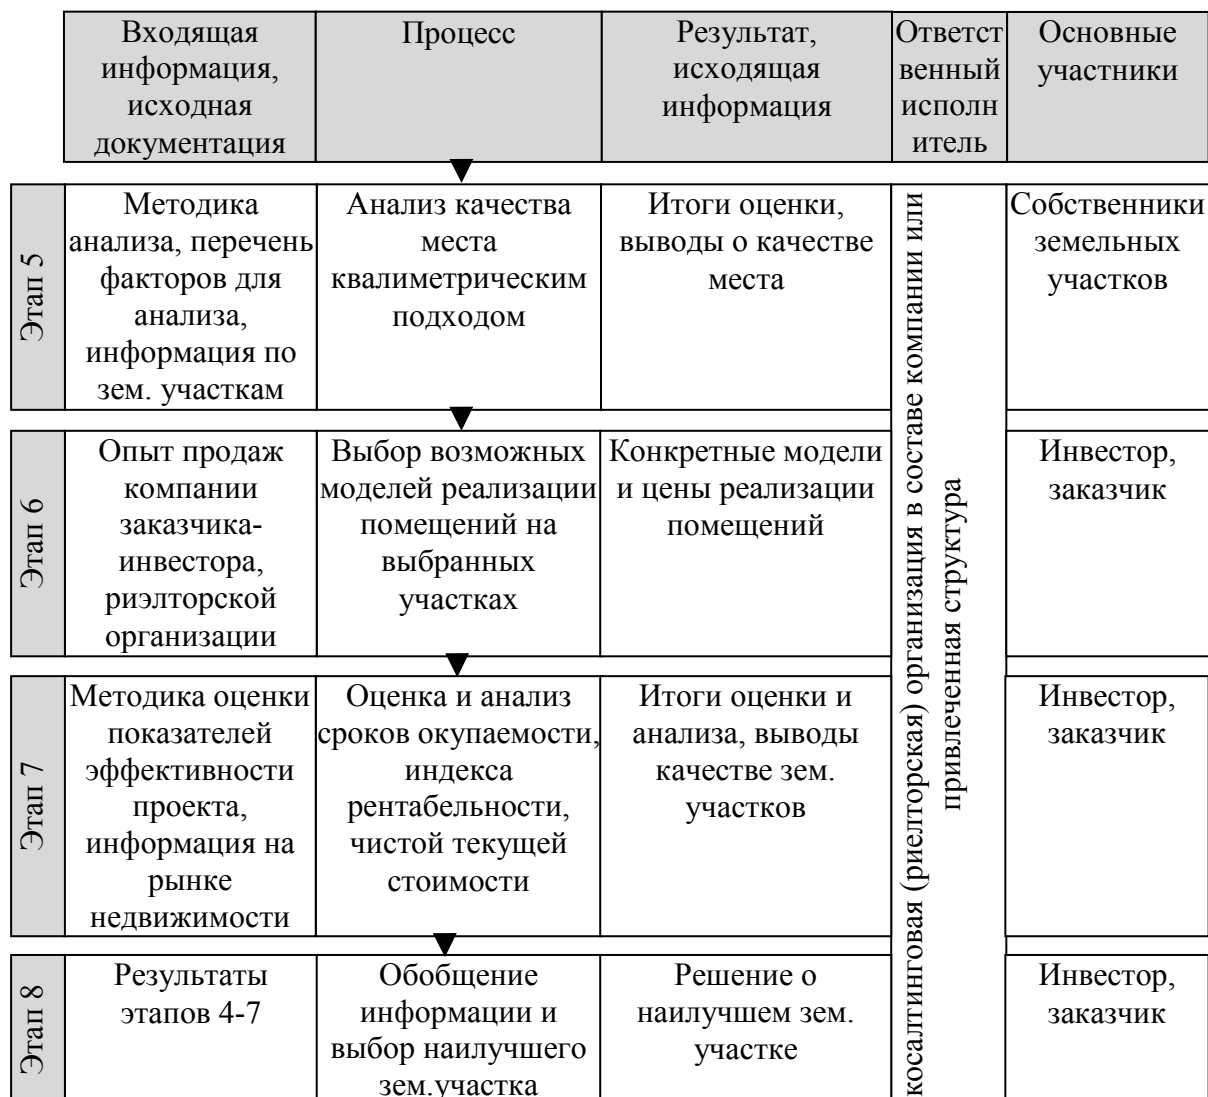 Входящая
информация,
исходная
документация
Процесс
Результат,
исходящая
информация
Ответст
венный
исполн
итель
Основные
участники
Этап 5
Методика
анализа, перечень
факторов для
анализа,
информация по
зем. участкам
Анализ качества
места
квалиметрическим
подходом
Итоги оценки,
выводы о качестве
места
косалтинговая (риелторская) организация в составе компании или
привлеченная структура
Собственники
земельных
участков
Этап 6
Опыт продаж
компании
заказчика-
инвестора,
риэлторской
организации
Выбор возможных
моделей реализации
помещений на
выбранных
участках
Конкретные модели
и цены реализации
помещений
Инвестор,
заказчик
Этап 7
Методика оценки
показателей
эффективности
проекта,
информация на
рынке
недвижимости
Оценка и анализ
сроков окупаемости,
индекса
рентабельности,
чистой текущей
стоимости
Итоги оценки и
анализа, выводы
качестве зем.
участков
Инвестор,
заказчик
Этап 8
Результаты
этапов 4-7
Обобщение
информации и
выбор наилучшего
зем.участка
Решение о
наилучшем зем.
участке
Инвестор,
заказчик